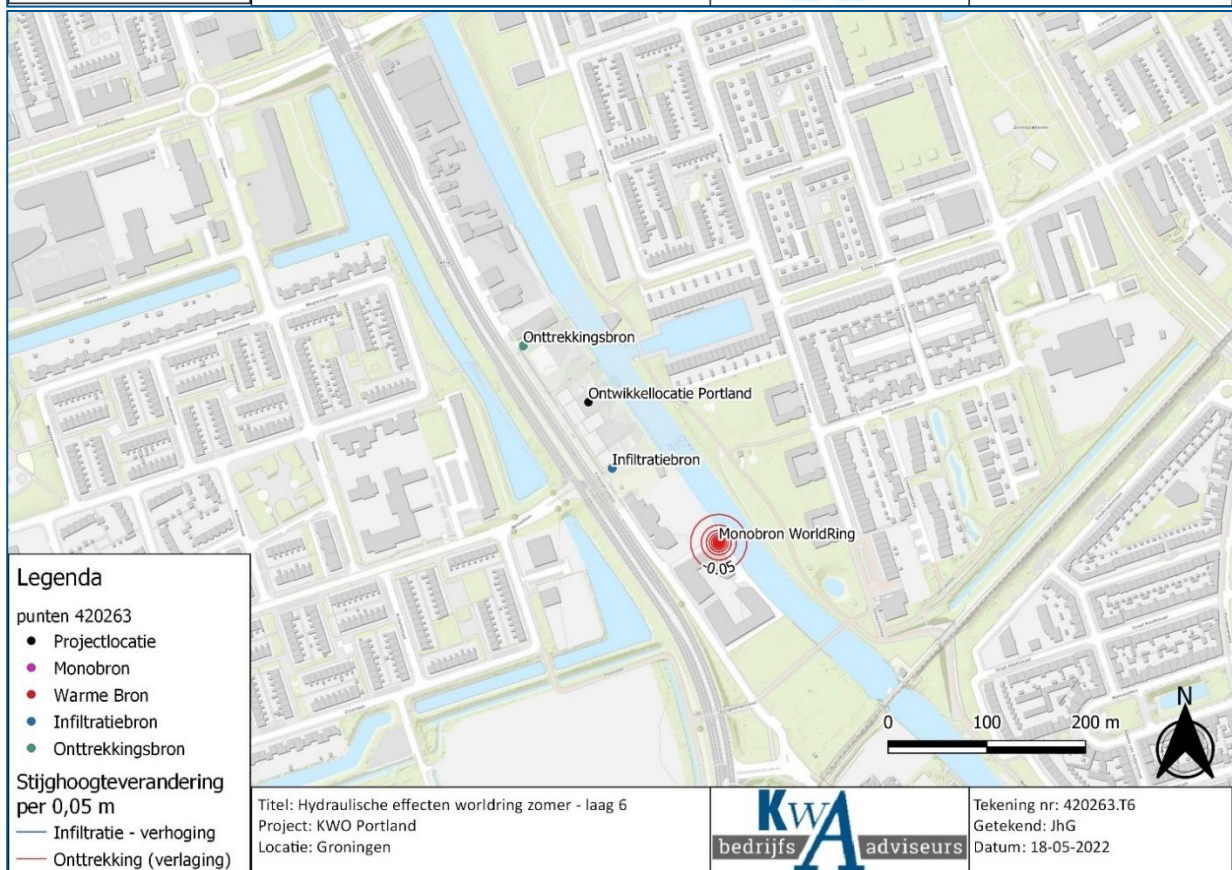 Onttrekkingsbron
Ontwikkellocatie Portland
Infiltratiebron
Monobron WorldRing
-0.05
Legenda
punten 420263
Projectlocatie
Monobron
Warme Bron
Infiltratiebron
Onttrekkingsbron
Stijghoogteverandering
per 0,05 m
Infiltratie - verhoging
Onttrekking (verlaging)
0 100 200 m
N
Titel: Hydraulische effecten worldring zomer - laag 6
Project: KWO Portland
Locatie: Groningen
KWA
bedrijfs adviseurs
Tekening nr: 420263.T6
Getekend: JhG
Datum: 18-05-2022